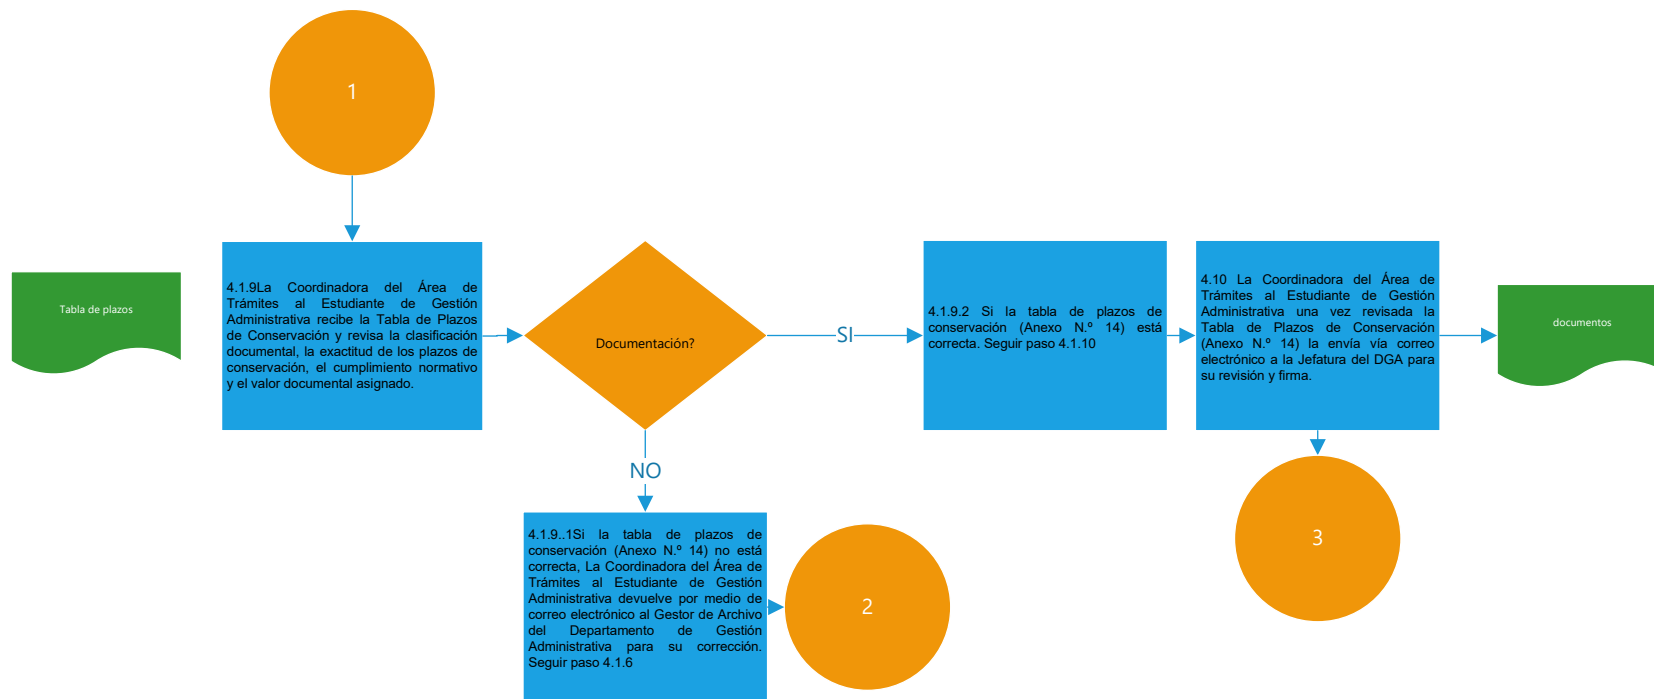 1
Tabla de plazos
4.1.9La Coordinadora del Área de
Trámites al Estudiante de Gestión
Administrativa recibe la Tabla de Plazos
de Conservación y revisa la clasificación
documental, la exactitud de los plazos de
conservación, el cumplimiento normativo
y el valor documental asignado.
Documentación?
SI
4.1.9.2 Si la tabla de plazos de
conservación (Anexo N.º 14) está
correcta. Seguir paso 4.1.10
4.10 La Coordinadora del Área de
Trámites al Estudiante de Gestión
Administrativa una vez revisada la
Tabla de Plazos de Conservación
(Anexo N.º 14) la envía vía correo
electrónico a la Jefatura del DGA para
su revisión y firma.
documentos
NO
4.1.9..1Si la tabla de plazos de
conservación (Anexo N.º 14) no está
correcta, La Coordinadora del Área de
Trámites al Estudiante de Gestión
Administrativa devuelve por medio de
correo electrónico al Gestor de Archivo
del Departamento de Gestión
Administrativa para su corrección.
Seguir paso 4.1.6
2
3